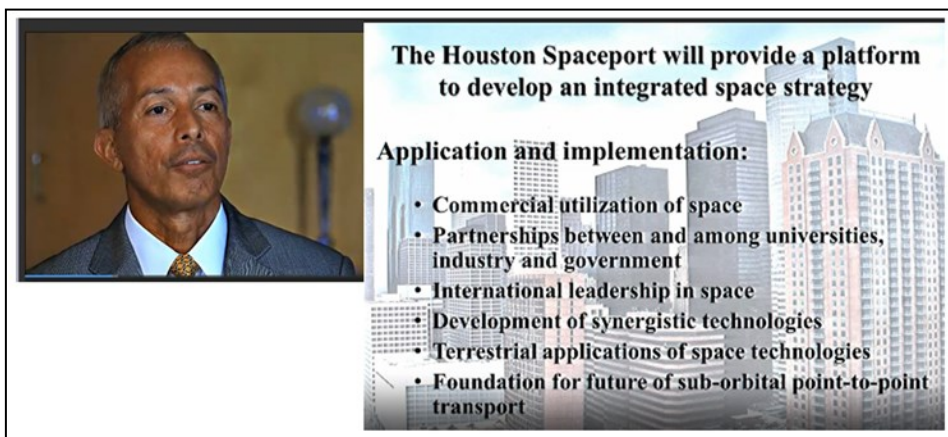 The Houston Spaceport will provide a platform
to develop an integrated space strategy
Application and implementation:
• Commercial utilization of space
• Partnerships between and among universities,
industry and government
• International leadership in space
• Development of synergistic technologies
• Terrestrial applications of space technologies
• Foundation for future of sub-orbital point-to-point
transport